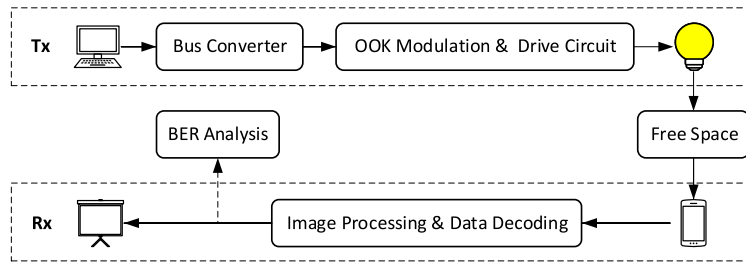 Tx
Bus Converter
OOK Modulation & Drive Circuit
BER Analysis
Free Space
Rx
Image Processing & Data Decoding